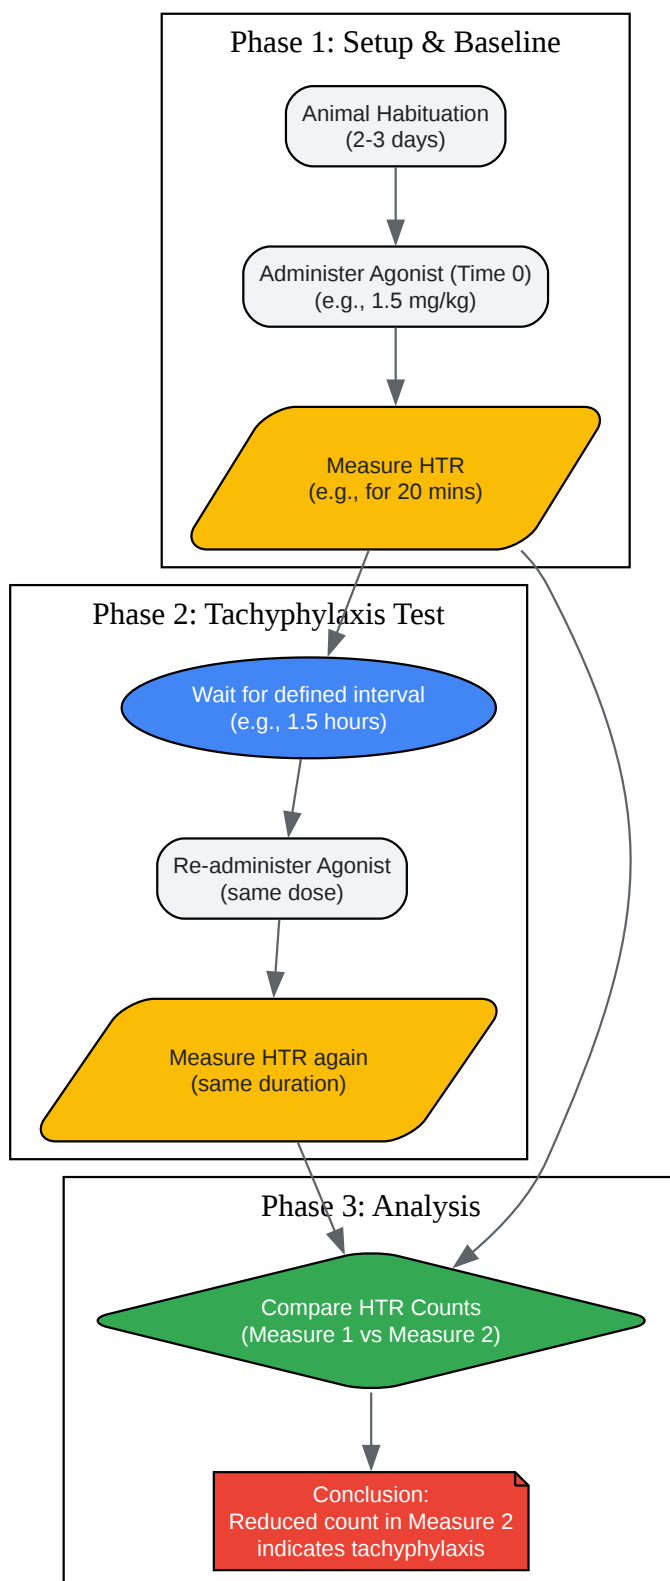 Phase 1: Setup & Baseline
Animal Habituation
(2-3 days)
Administer Agonist (Time 0)
(e.g., 1.5 mg/kg)
Measure HTR
(e.g., for 20 mins)
Phase 2: Tachyphylaxis Test
Wait for defined interval
(e.g., 1.5 hours)
Re-administer Agonist
(same dose)
Measure HTR again
(same duration)
Phase 3: Analysis
Compare HTR Counts
(Measure 1 vs Measure 2)
Conclusion:
Reduced count in Measure 2
indicates tachyphylaxis